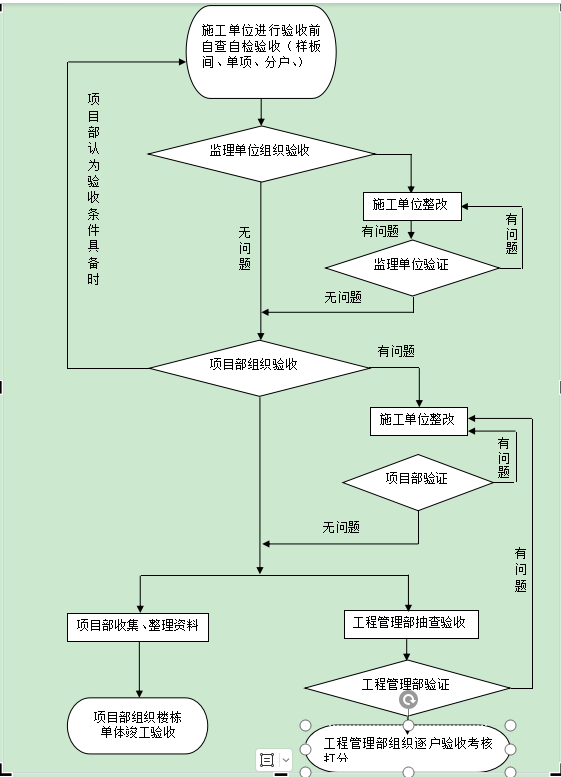 施工单位进行验收前
自查自检验收（样板
间、单项、分户、）
项目部认为验收条件具备时
监理单位组织验收
施工单位整改
有问题
有问题
无问题
监理单位验证
无问题
项目部组织验收
有问题
施工单位整改
有问题
项目部验证
无问题
有问题
项目部收集、整理资料
工程管理部抽查验收
工程管理部验证
项目部组织楼栋
单体竣工验收
工程管理部组织逐户验收考核
打分